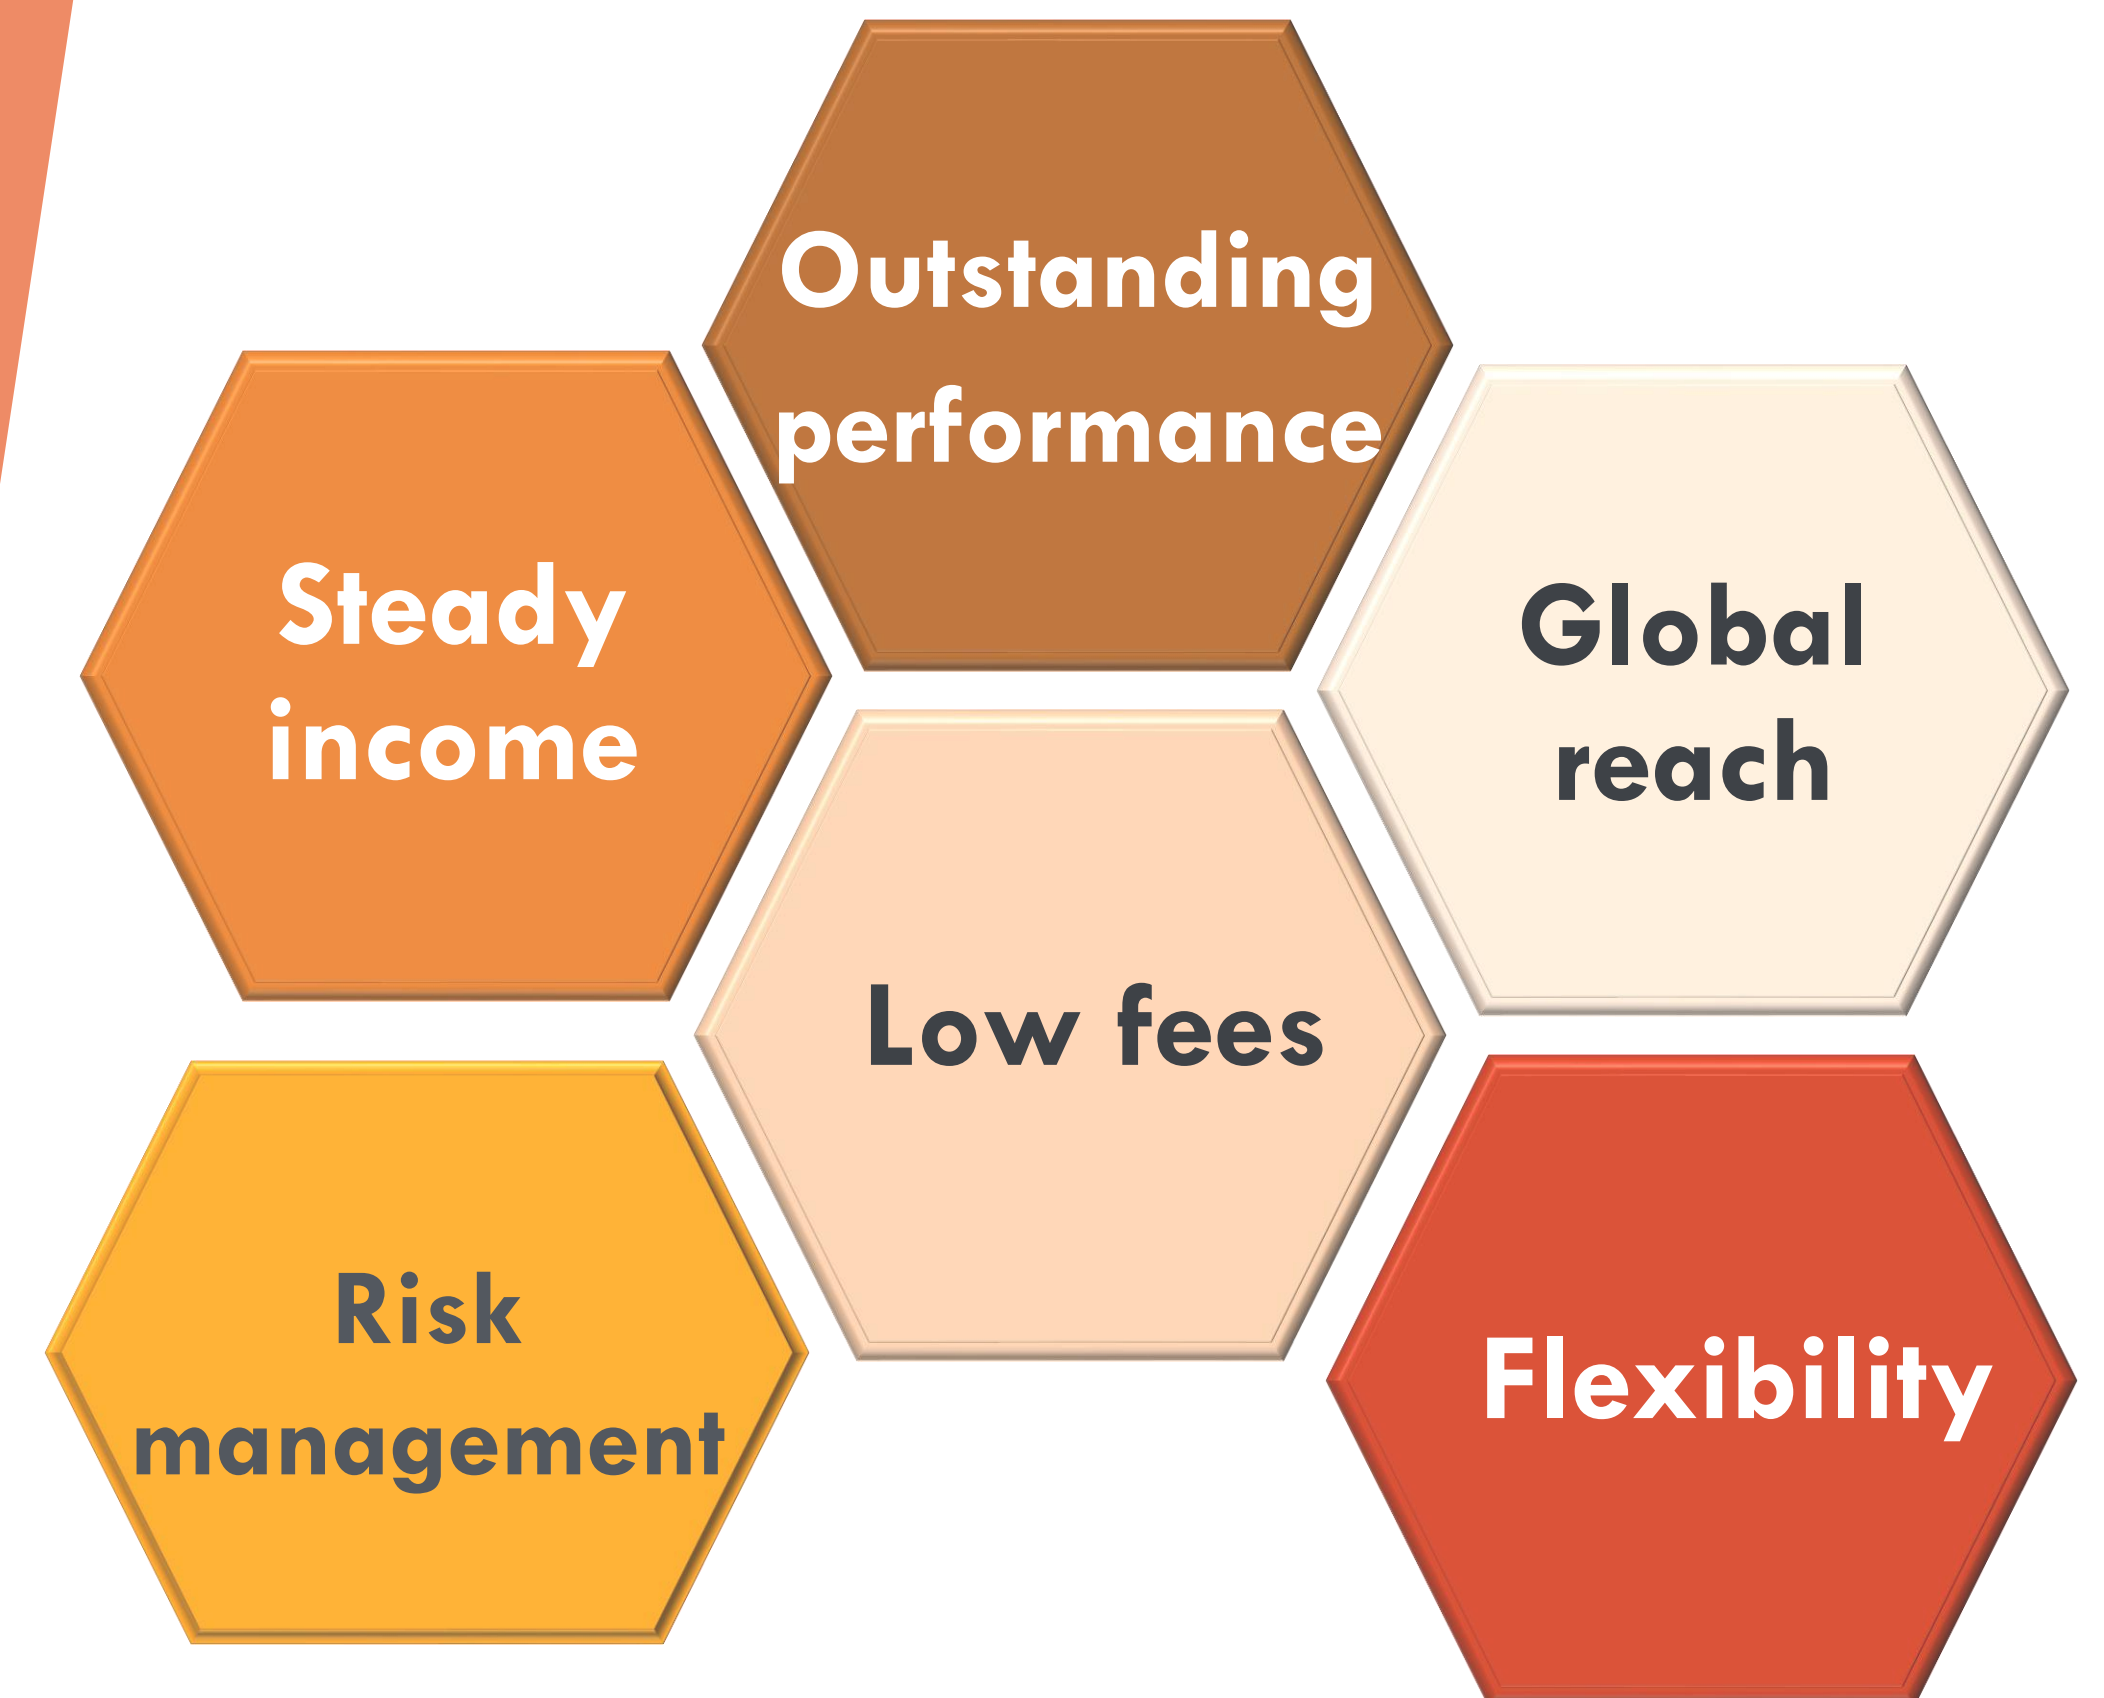 Outstanding
performance
Steady
income
Global
reach
Low fees
Risk
management
Flexibility